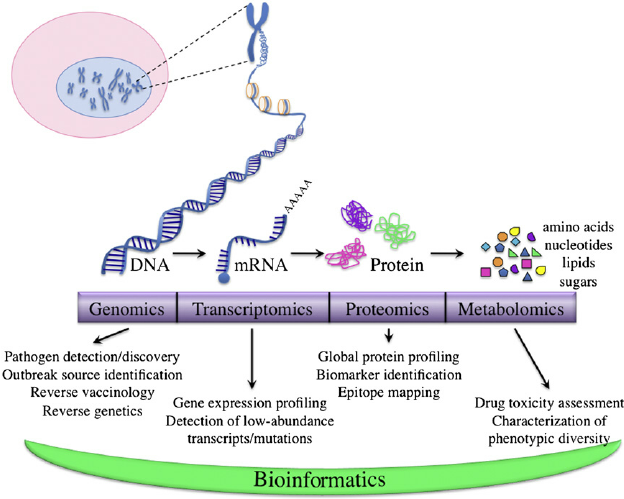 AAAAA
DNA
mRNA
Protein
amino acids
nucleotides
lipids
sugars
Genomics
Transcriptomics
Proteomics
Metabolomics
Pathogen detection/discovery
Outbreak source identification
Reverse vaccinology
Reverse genetics
Gene expression profiling
Detection of low-abundance
transcripts/mutations
Global protein profiling
Biomarker identification
Epitope mapping
Drug toxicity assessment
Characterization of
phenotypic diversity
Bioinformatics